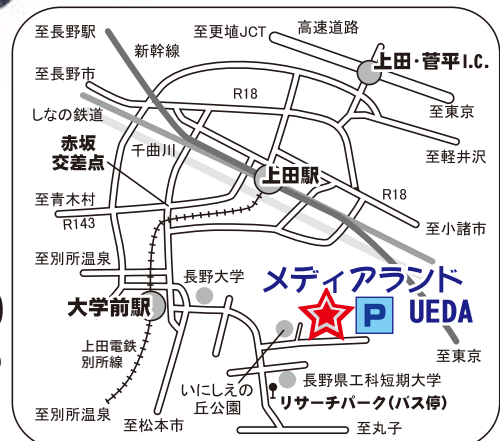 至長野駅
新幹線
至更埴JCT
高速道路
上田・菅平I.C.
至長野市
R18
しなの鉄道
至東京
赤坂
交差点
千曲川
至軽井沢
上田駅
至青木村
R143
R18
至小諸市
至別所温泉
長野大学
メディアランド
UEDA
P
大学前駅
至東京
上田電鉄
別所線
いにしえの
丘公園
長野県工科短期大学
リサーチパーク(バス停)
至別所温泉
至松本市
至丸子